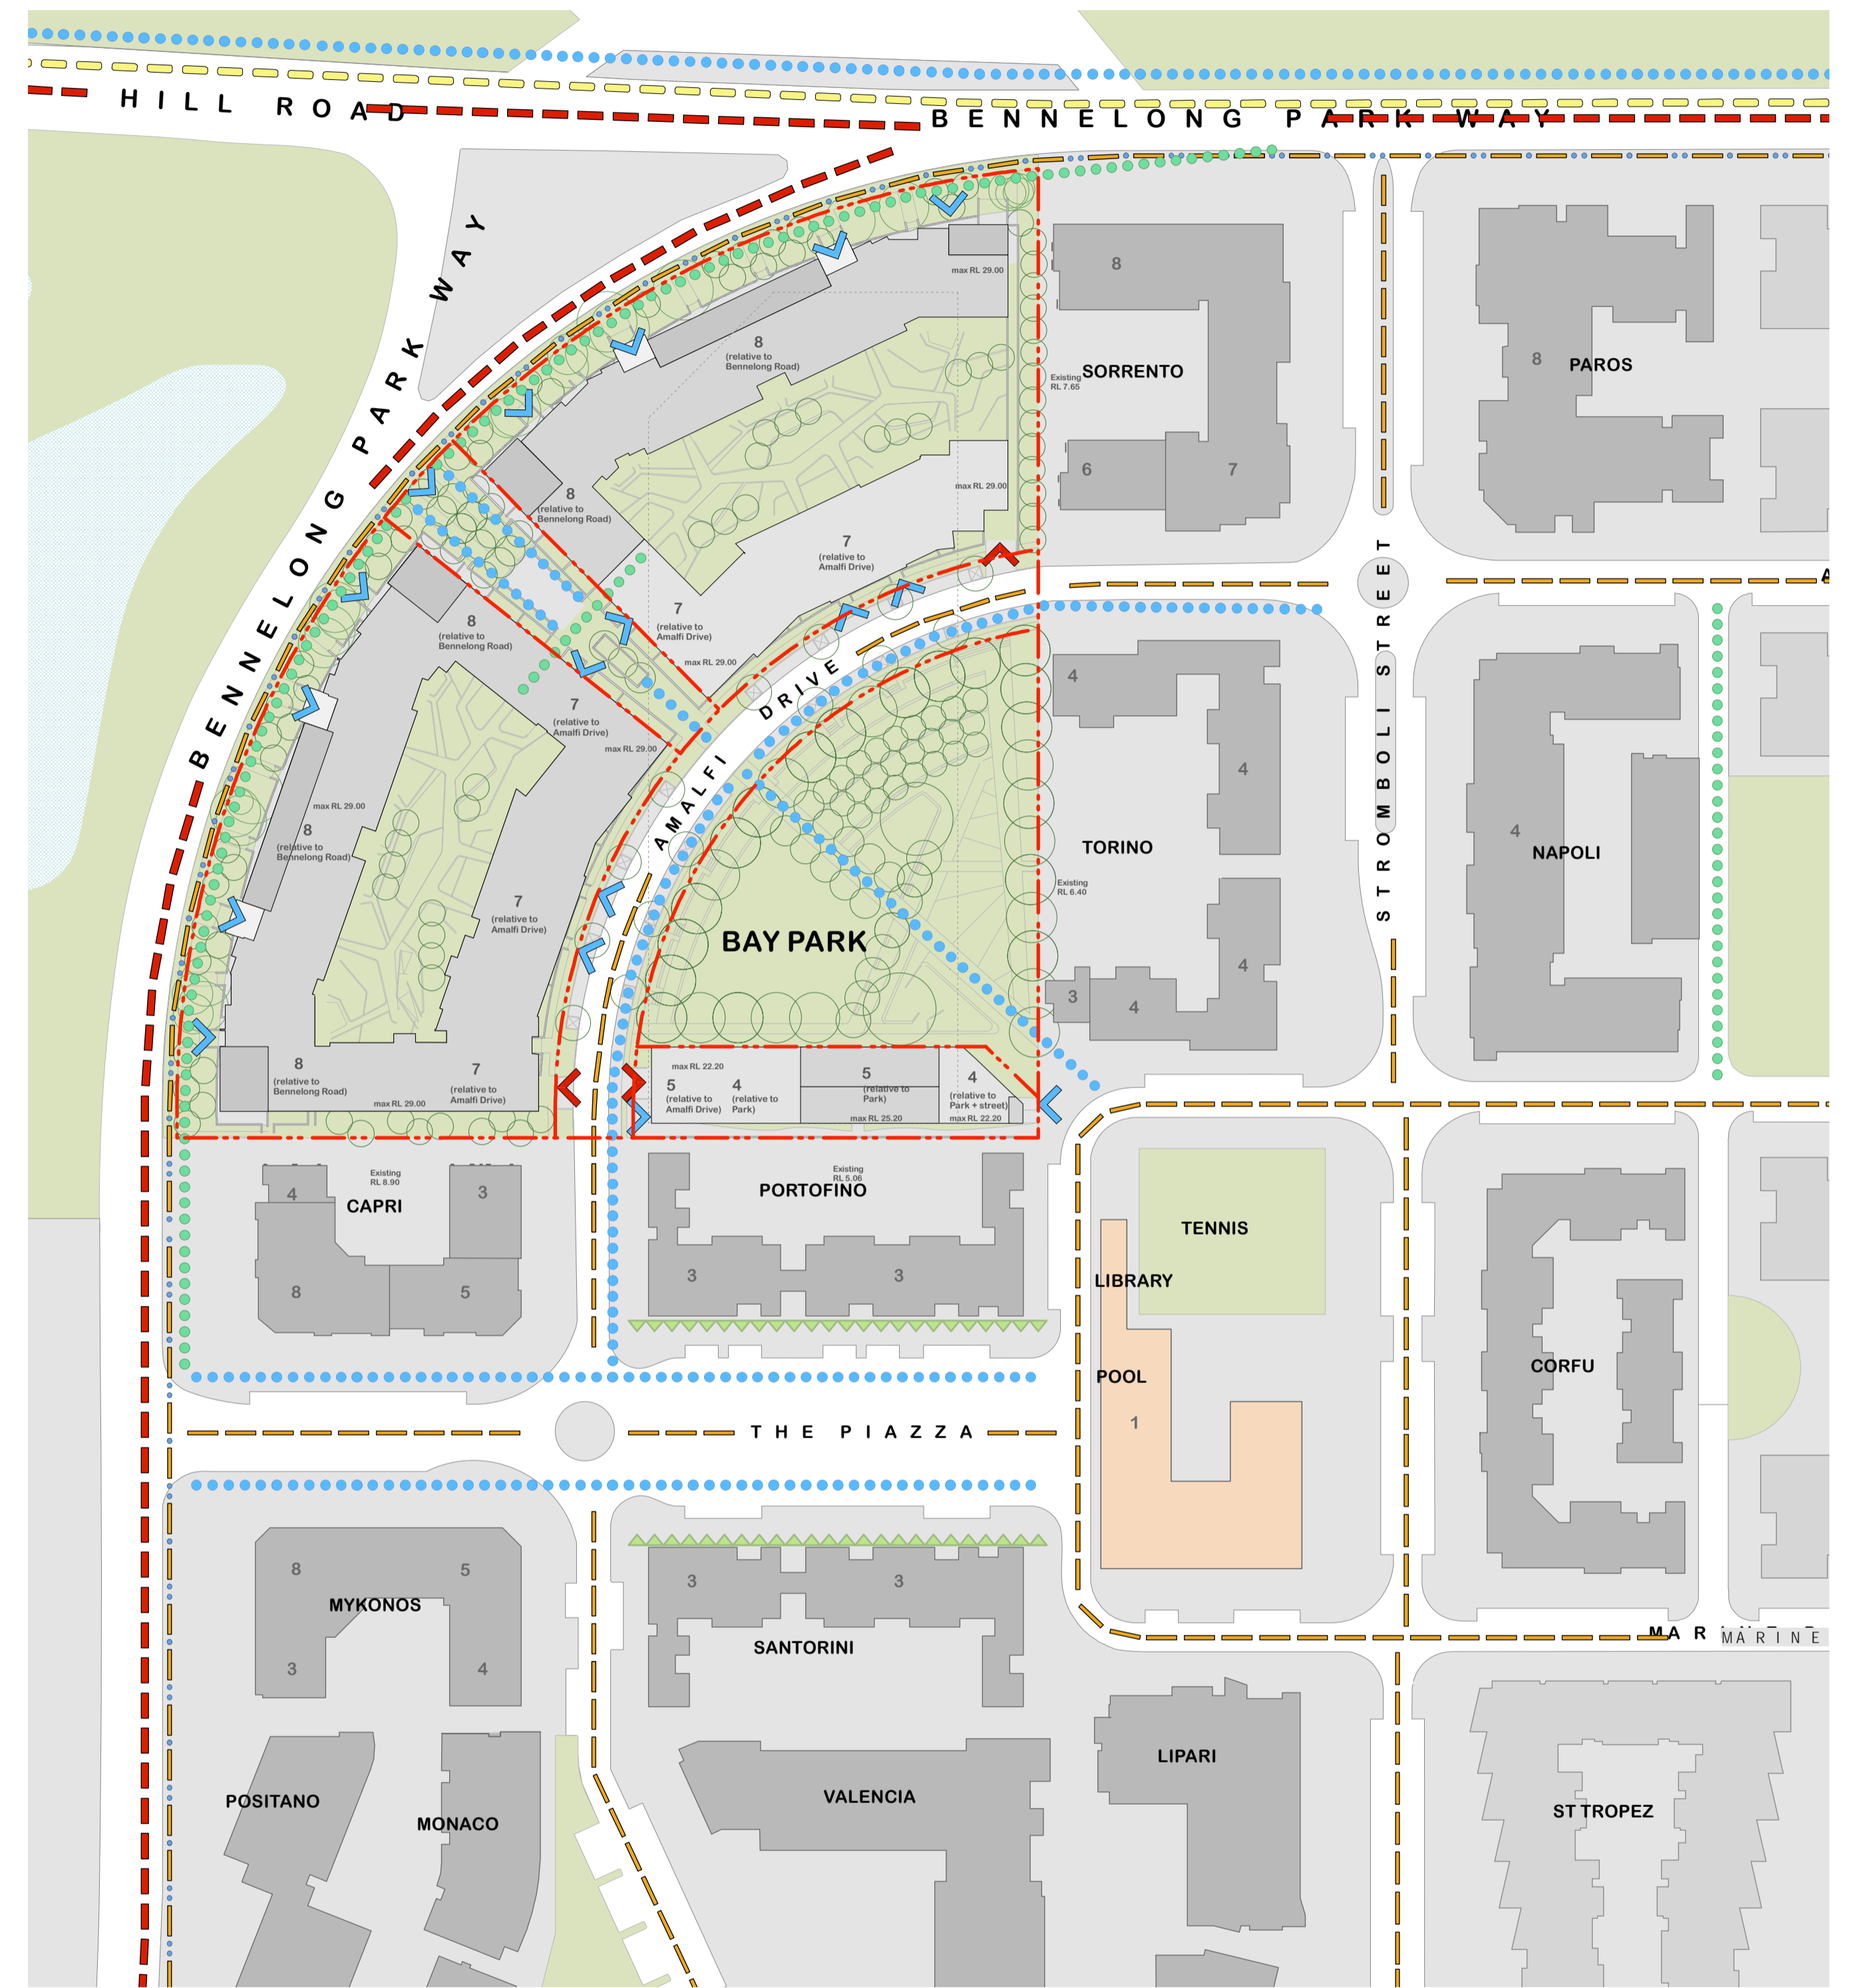 HILL ROAD
BENNELONG PARK WAY
BENNELONG PARK WAY
max RL 29.00
8
8
(relative to
Bennelong Road)
Existing
RL 7.65
SORRENTO
8
PAROS
6
7
max RL 29.00
8
(relative to
Bennelong Road)
7
(relative to
Amalfi Drive)
8
(relative to
Bennelong Road)
7
(relative to
Amalfi Drive)
max RL 29.00
7
(relative to
Amalfi Drive)
max RL 29.00
AMALFI DRIVE
STROMBOLI STREET
A
4
4
max RL 29.00
8
(relative to
Bennelong Road)
TORINO
4
NAPOLI
7
(relative to
Amalfi Drive)
Existing
RL 6.40
BAY PARK
4
3
4
8
(relative to
Bennelong Road)
7
(relative to
Amalfi Drive)
max RL 29.00
max RL 22.20
5
(relative to
Amalfi Drive)
4
(relative to
Park)
5
(relative to
Park)
max RL 25.20
4
(relative to
Park + street)
max RL 22.20
Existing
RL 8.90
4
CAPRI
3
8
5
Existing
RL 5.06
PORTOFINO
3
3
TENNIS
LIBRARY
POOL
1
CORFU
THE PIAZZA
8
5
MYKONOS
3
4
3
3
SANTORINI
MAR
MARINE
POSITANO
MONACO
VALENCIA
LIPARI
ST TROPEZ